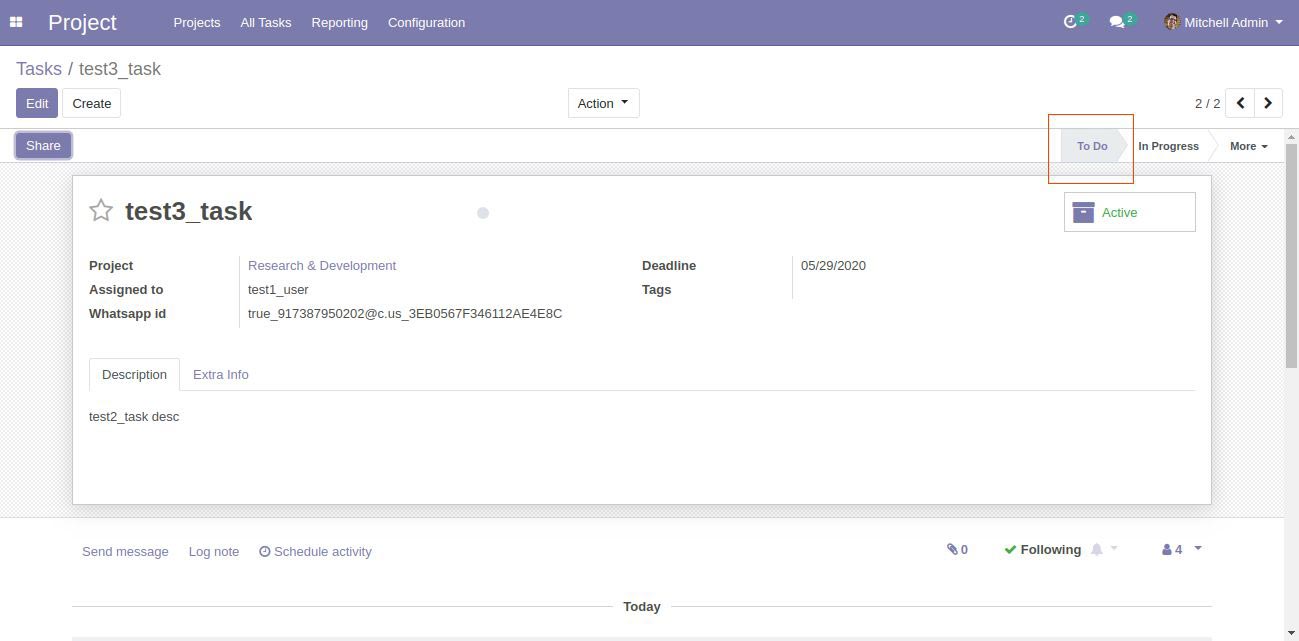 Project Projects All Tasks Reporting Configuration 2 2 Mitchell Admin
Tasks / test3_task
Edit Create Action 2 / 2
Share To Do In Progress More
test3_task Active
Project Research & Development Deadline 05/29/2020
Assigned to test1_user Tags
Whatsapp id true_917387950202@c.us_3EB0567F346112AE4E8C
Description Extra Info
test2_task desc
Send message Log note Schedule activity 0 Following 4
Today